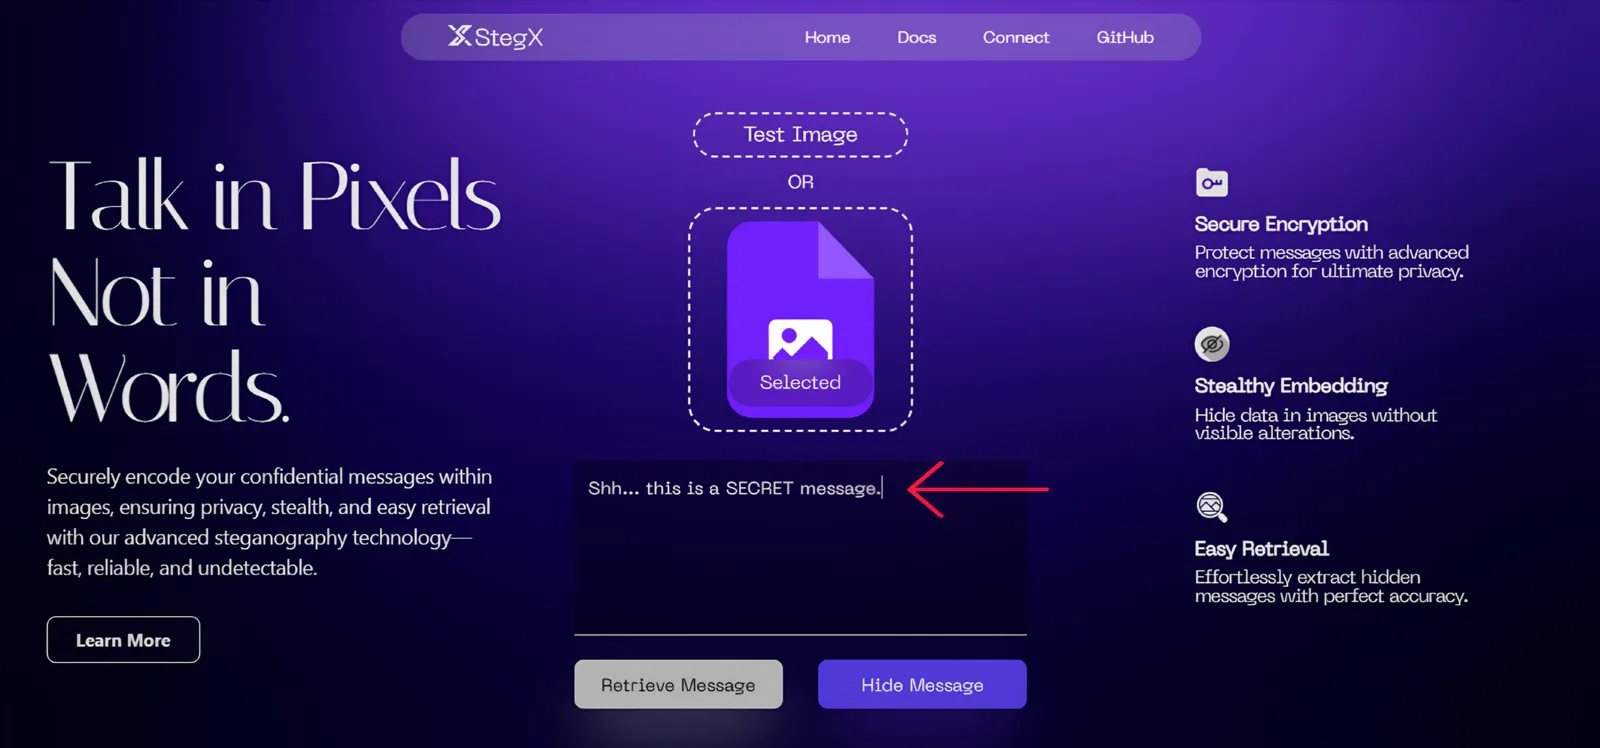 StegX
Home
Docs
Connect
GitHub
Talk in Pixels
Not in
Words.
Securely encode your confidential messages within
images, ensuring privacy, stealth, and easy retrieval
with our advanced steganography technology—
fast, reliable, and undetectable.
Learn More
Test Image
OR
Selected
Shh... this is a SECRET message.
Retrieve Message
Hide Message
Secure Encryption
Protect messages with advanced
encryption for ultimate privacy.
Stealthy Embedding
Hide data in images without
visible alterations.
Easy Retrieval
Effortlessly extract hidden
messages with perfect accuracy.